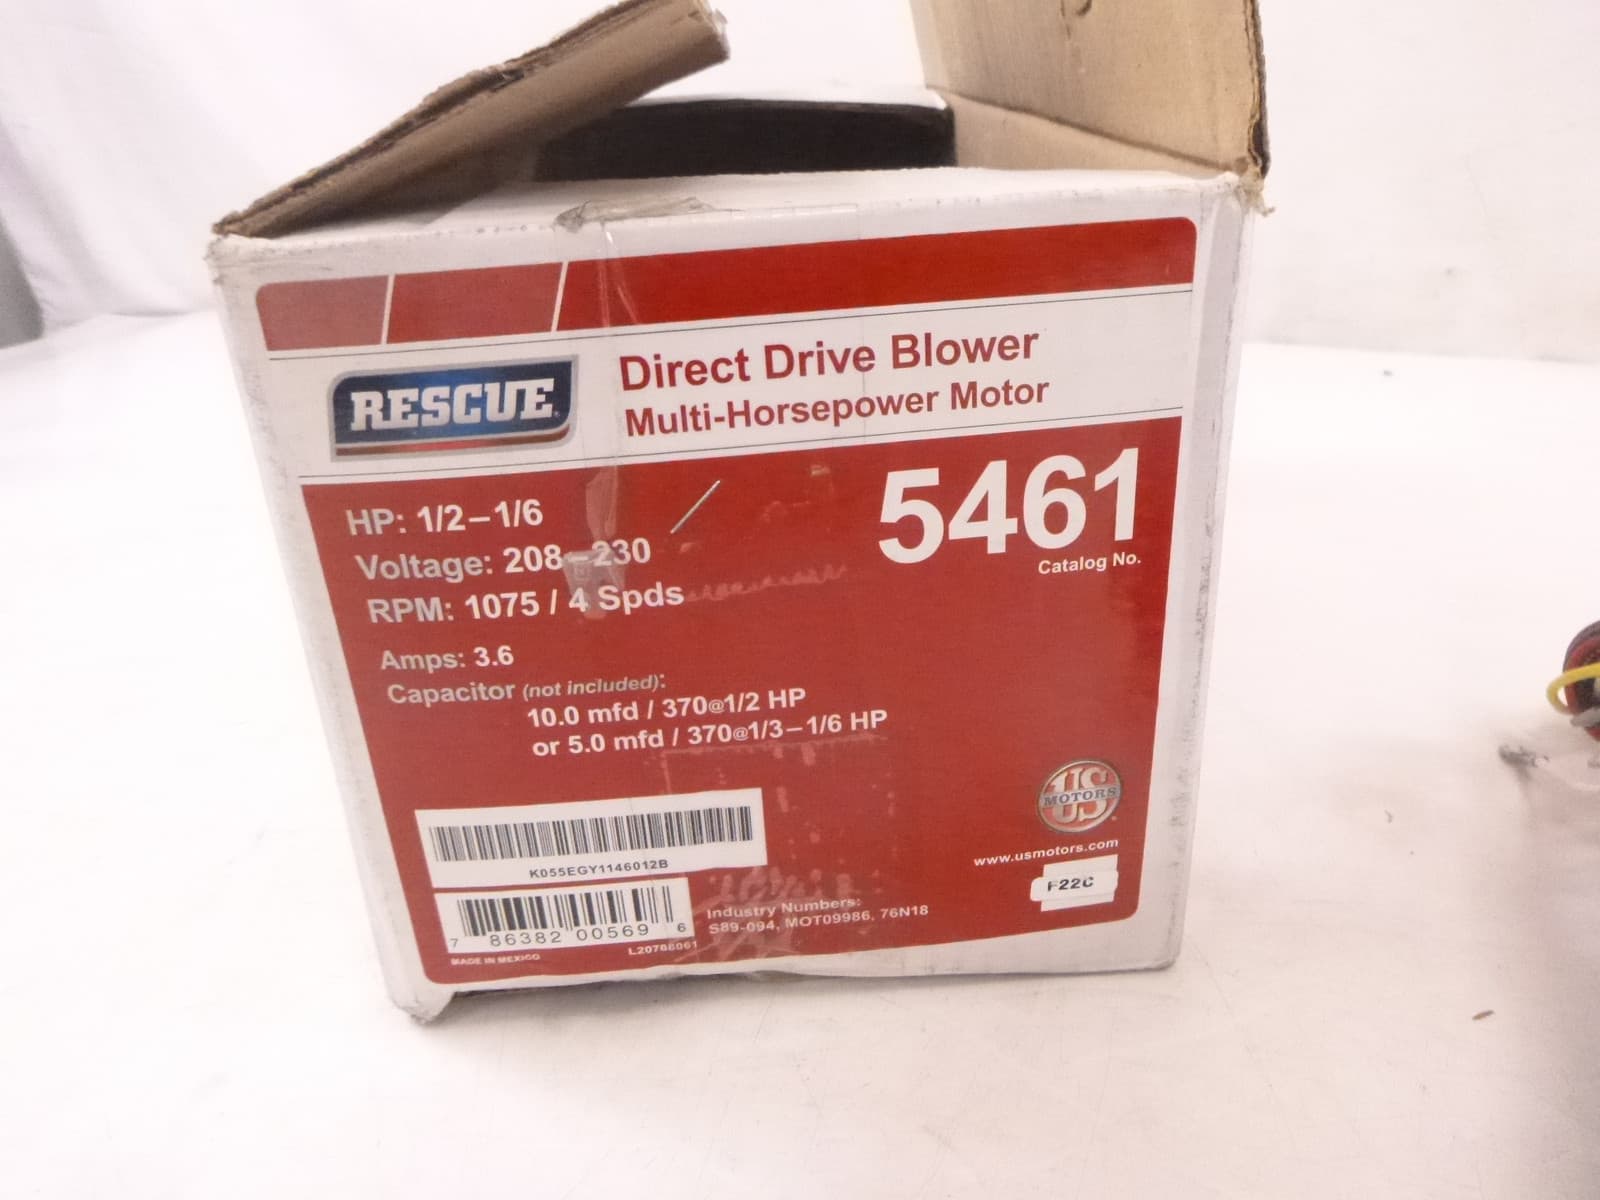 RESCUE
Direct Drive Blower
Multi-Horsepower Motor
5461
Catalog No.
HP: 1/2–1/6
Voltage: 208–230
RPM: 1075 / 4 Spds
Amps: 3.6
Capacitor (not included):
10.0 mfd / 370@1/2 HP
or 5.0 mfd / 370@1/3–1/6 HP
US
MOTORS
www.usmotors.com
F22C
K055EGY1146012B
7 86382 00569 6
MADE IN MEXICO
L20788061
Industry Numbers:
S89-094, MOT09986, 76N18